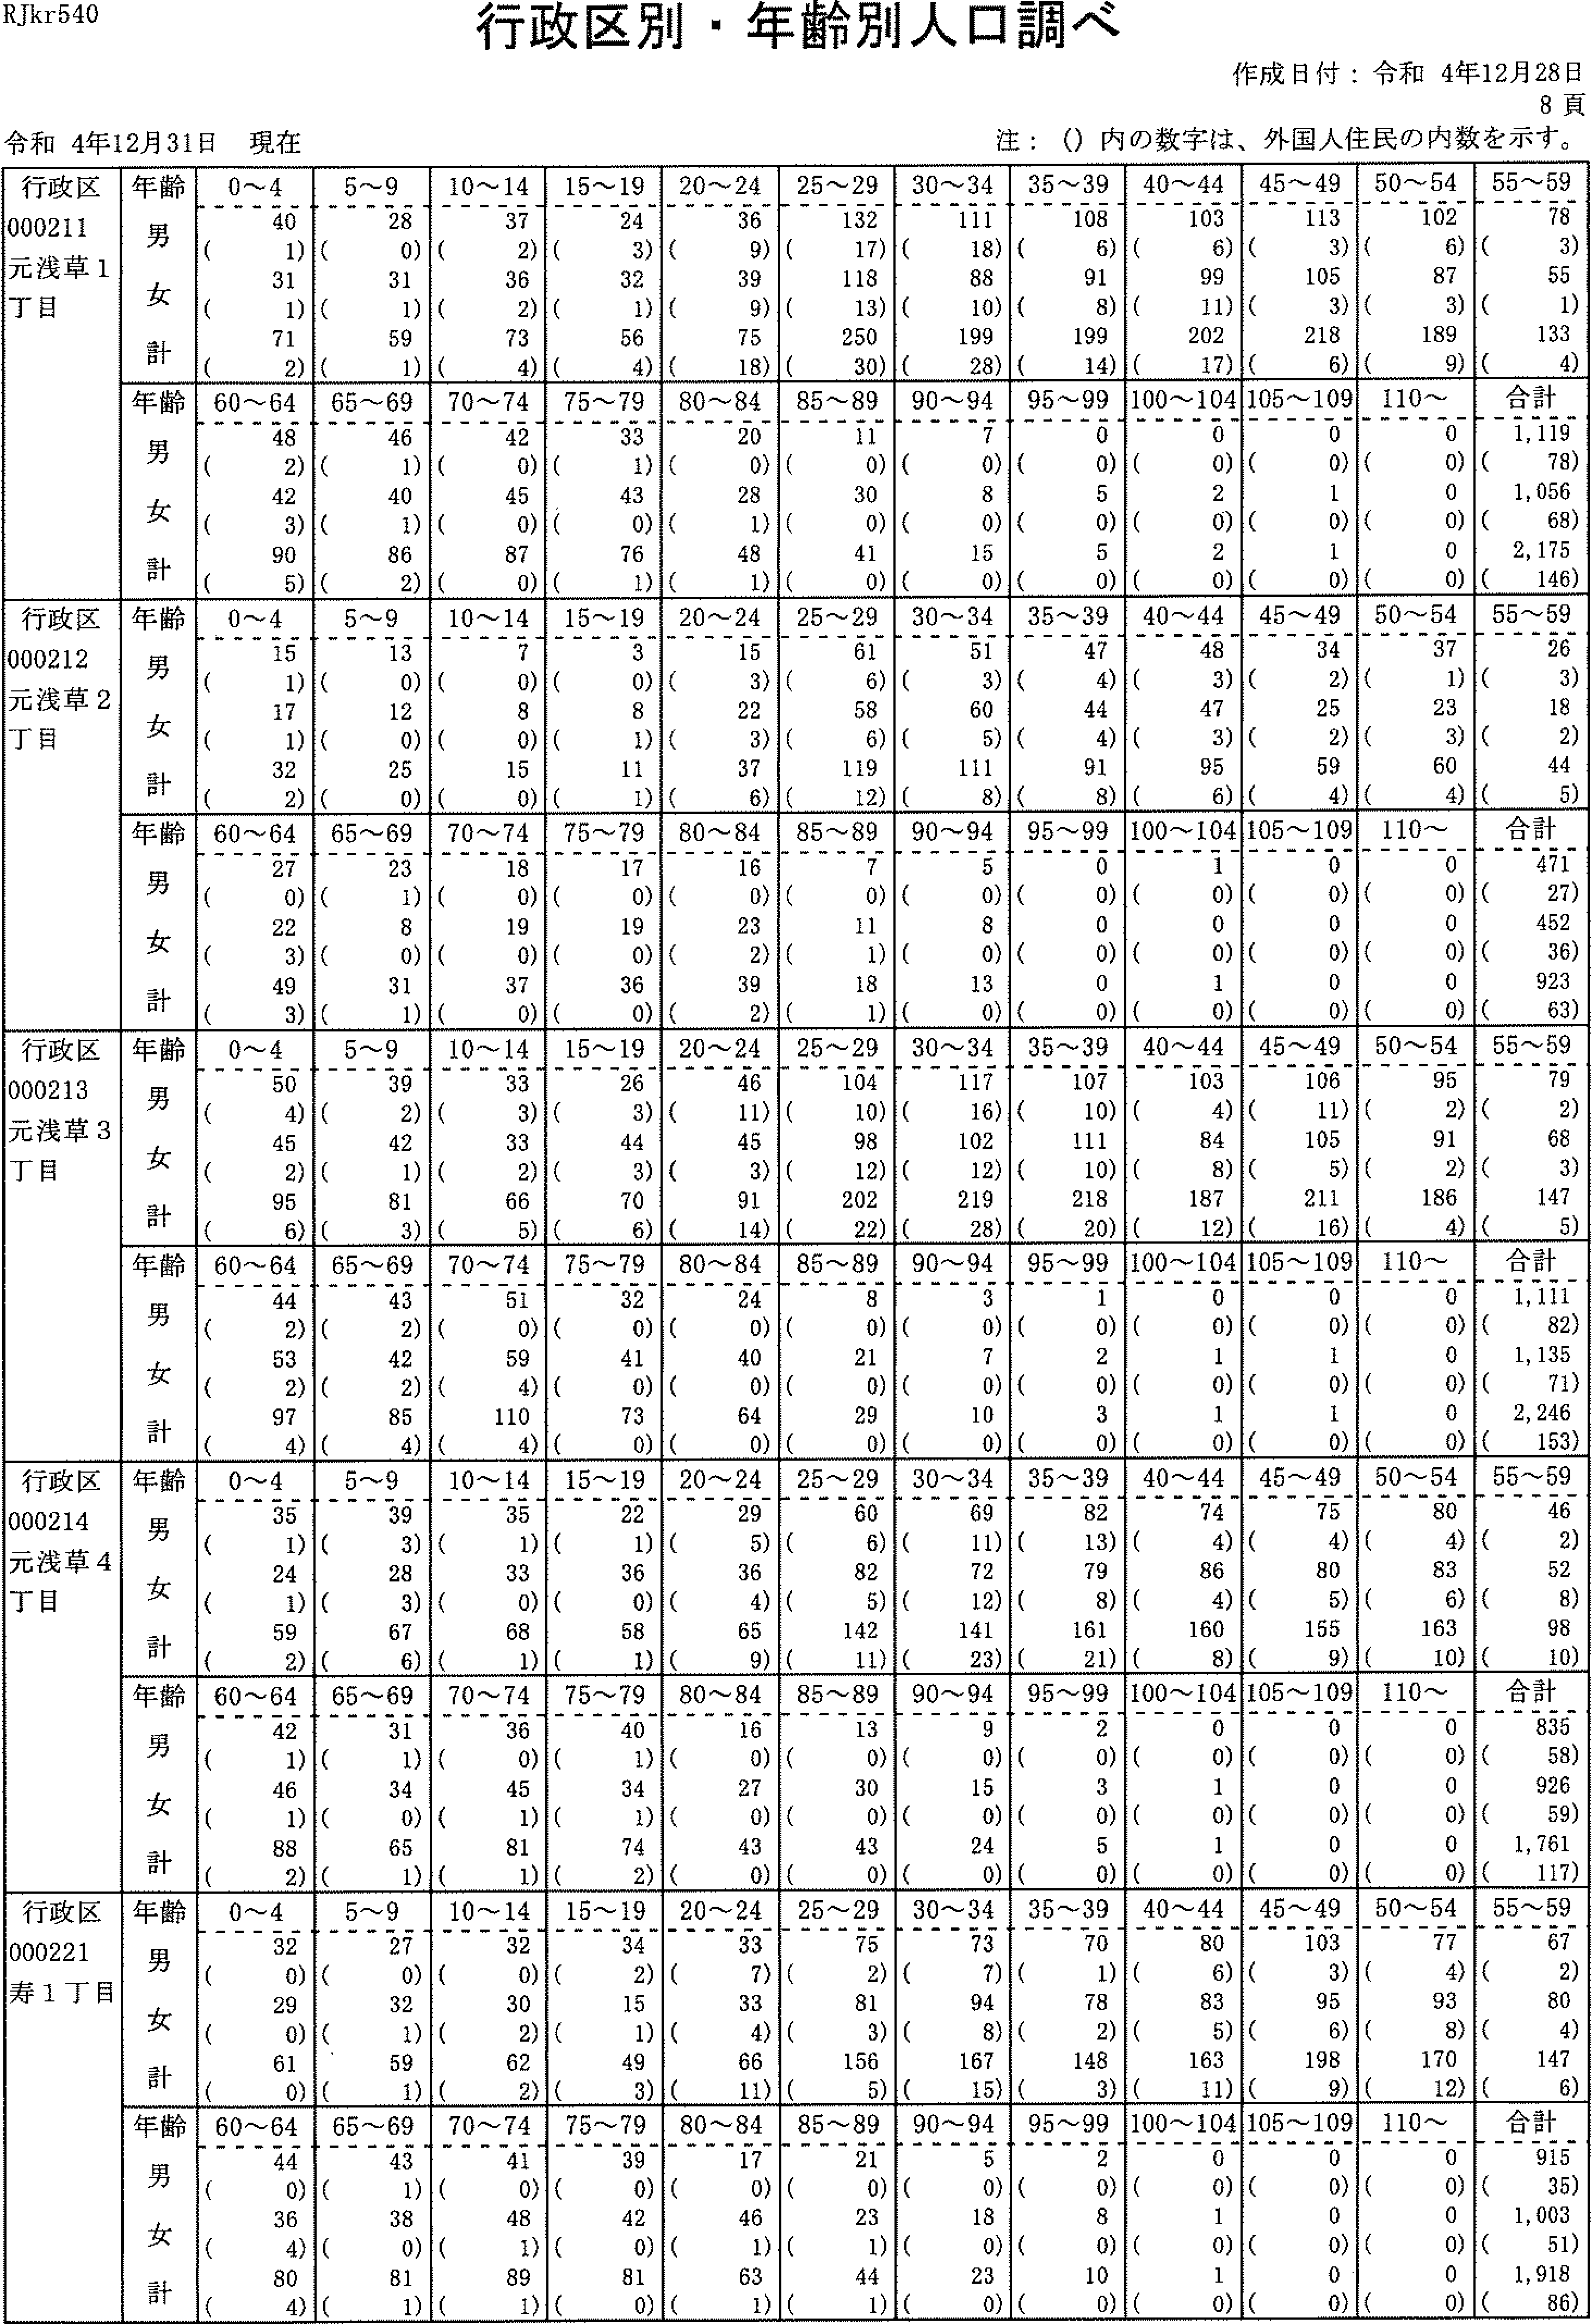 RJkr540
行政区別・年齢別人口調べ
作成日付：令和 4年12月28日
8 頁
令和 4年12月31日 現在 注：（）内の数字は、外国人住民の内数を示す。
行政区 年齢 0～4 5～9 10～14 15～19 20～24 25～29 30～34 35～39 40～44 45～49 50～54 55～59
000211 男 40 28 37 24 36 132 111 108 103 113 102 78
( 1) ( 0) ( 2) ( 3) ( 9) ( 17) ( 18) ( 6) ( 6) ( 3) ( 6) ( 3)
元浅草１ 女 31 31 36 32 39 118 88 91 99 105 87 55
丁目 ( 1) ( 1) ( 2) ( 1) ( 9) ( 13) ( 10) ( 8) ( 11) ( 3) ( 3) ( 1)
計 71 59 73 56 75 250 199 199 202 218 189 133
( 2) ( 1) ( 4) ( 4) ( 18) ( 30) ( 28) ( 14) ( 17) ( 6) ( 9) ( 4)
年齢 60～64 65～69 70～74 75～79 80～84 85～89 90～94 95～99 100～104 105～109 110～ 合計
男 48 46 42 33 20 11 7 0 0 0 0 1,119
( 2) ( 1) ( 0) ( 1) ( 0) ( 0) ( 0) ( 0) ( 0) ( 0) ( 0) ( 78)
女 42 40 45 43 28 30 8 5 2 1 0 1,056
( 3) ( 1) ( 0) ( 0) ( 1) ( 0) ( 0) ( 0) ( 0) ( 0) ( 0) ( 68)
計 90 86 87 76 48 41 15 5 2 1 0 2,175
( 5) ( 2) ( 0) ( 1) ( 1) ( 0) ( 0) ( 0) ( 0) ( 0) ( 0) ( 146)
行政区 年齢 0～4 5～9 10～14 15～19 20～24 25～29 30～34 35～39 40～44 45～49 50～54 55～59
000212 男 15 13 7 3 15 61 51 47 48 34 37 26
( 1) ( 0) ( 0) ( 0) ( 3) ( 6) ( 3) ( 4) ( 3) ( 2) ( 1) ( 3)
元浅草２ 女 17 12 8 8 22 58 60 44 47 25 23 18
丁目 ( 1) ( 0) ( 0) ( 1) ( 3) ( 6) ( 5) ( 4) ( 3) ( 2) ( 3) ( 2)
計 32 25 15 11 37 119 111 91 95 59 60 44
( 2) ( 0) ( 0) ( 1) ( 6) ( 12) ( 8) ( 8) ( 6) ( 4) ( 4) ( 5)
年齢 60～64 65～69 70～74 75～79 80～84 85～89 90～94 95～99 100～104 105～109 110～ 合計
男 27 23 18 17 16 7 5 0 1 0 0 471
( 0) ( 1) ( 0) ( 0) ( 0) ( 0) ( 0) ( 0) ( 0) ( 0) ( 0) ( 27)
女 22 8 19 19 23 11 8 0 0 0 0 452
( 3) ( 0) ( 0) ( 0) ( 2) ( 1) ( 0) ( 0) ( 0) ( 0) ( 0) ( 36)
計 49 31 37 36 39 18 13 0 1 0 0 923
( 3) ( 1) ( 0) ( 0) ( 2) ( 1) ( 0) ( 0) ( 0) ( 0) ( 0) ( 63)
行政区 年齢 0～4 5～9 10～14 15～19 20～24 25～29 30～34 35～39 40～44 45～49 50～54 55～59
000213 男 50 39 33 26 46 104 117 107 103 106 95 79
( 4) ( 2) ( 3) ( 3) ( 11) ( 10) ( 16) ( 10) ( 4) ( 11) ( 2) ( 2)
元浅草３ 女 45 42 33 44 45 98 102 111 84 105 91 68
丁目 ( 2) ( 1) ( 2) ( 3) ( 3) ( 12) ( 12) ( 10) ( 8) ( 5) ( 2) ( 3)
計 95 81 66 70 91 202 219 218 187 211 186 147
( 6) ( 3) ( 5) ( 6) ( 14) ( 22) ( 28) ( 20) ( 12) ( 16) ( 4) ( 5)
年齢 60～64 65～69 70～74 75～79 80～84 85～89 90～94 95～99 100～104 105～109 110～ 合計
男 44 43 51 32 24 8 3 1 0 0 0 1,111
( 2) ( 2) ( 0) ( 0) ( 0) ( 0) ( 0) ( 0) ( 0) ( 0) ( 0) ( 82)
女 53 42 59 41 40 21 7 2 1 1 0 1,135
( 2) ( 2) ( 4) ( 0) ( 0) ( 0) ( 0) ( 0) ( 0) ( 0) ( 0) ( 71)
計 97 85 110 73 64 29 10 3 1 1 0 2,246
( 4) ( 4) ( 4) ( 0) ( 0) ( 0) ( 0) ( 0) ( 0) ( 0) ( 0) ( 153)
行政区 年齢 0～4 5～9 10～14 15～19 20～24 25～29 30～34 35～39 40～44 45～49 50～54 55～59
000214 男 35 39 35 22 29 60 69 82 74 75 80 46
( 1) ( 3) ( 1) ( 1) ( 5) ( 6) ( 11) ( 13) ( 4) ( 4) ( 4) ( 2)
元浅草４ 女 24 28 33 36 36 82 72 79 86 80 83 52
丁目 ( 1) ( 3) ( 0) ( 0) ( 4) ( 5) ( 12) ( 8) ( 4) ( 5) ( 6) ( 8)
計 59 67 68 58 65 142 141 161 160 155 163 98
( 2) ( 6) ( 1) ( 1) ( 9) ( 11) ( 23) ( 21) ( 8) ( 9) ( 10) ( 10)
年齢 60～64 65～69 70～74 75～79 80～84 85～89 90～94 95～99 100～104 105～109 110～ 合計
男 42 31 36 40 16 13 9 2 0 0 0 835
( 1) ( 1) ( 0) ( 1) ( 0) ( 0) ( 0) ( 0) ( 0) ( 0) ( 0) ( 58)
女 46 34 45 34 27 30 15 3 1 0 0 926
( 1) ( 0) ( 1) ( 1) ( 0) ( 0) ( 0) ( 0) ( 0) ( 0) ( 0) ( 59)
計 88 65 81 74 43 43 24 5 1 0 0 1,761
( 2) ( 1) ( 1) ( 2) ( 0) ( 0) ( 0) ( 0) ( 0) ( 0) ( 0) ( 117)
行政区 年齢 0～4 5～9 10～14 15～19 20～24 25～29 30～34 35～39 40～44 45～49 50～54 55～59
000221 男 32 27 32 34 33 75 73 70 80 103 77 67
( 0) ( 0) ( 0) ( 2) ( 7) ( 2) ( 7) ( 1) ( 6) ( 3) ( 4) ( 2)
寿１丁目 女 29 32 30 15 33 81 94 78 83 95 93 80
( 0) ( 1) ( 2) ( 1) ( 4) ( 3) ( 8) ( 2) ( 5) ( 6) ( 8) ( 4)
計 61 59 62 49 66 156 167 148 163 198 170 147
( 0) ( 1) ( 2) ( 3) ( 11) ( 5) ( 15) ( 3) ( 11) ( 9) ( 12) ( 6)
年齢 60～64 65～69 70～74 75～79 80～84 85～89 90～94 95～99 100～104 105～109 110～ 合計
男 44 43 41 39 17 21 5 2 0 0 0 915
( 0) ( 1) ( 0) ( 0) ( 0) ( 0) ( 0) ( 0) ( 0) ( 0) ( 0) ( 35)
女 36 38 48 42 46 23 18 8 1 0 0 1,003
( 4) ( 0) ( 1) ( 0) ( 1) ( 1) ( 0) ( 0) ( 0) ( 0) ( 0) ( 51)
計 80 81 89 81 63 44 23 10 1 0 0 1,918
( 4) ( 1) ( 1) ( 0) ( 1) ( 1) ( 0) ( 0) ( 0) ( 0) ( 0) ( 86)